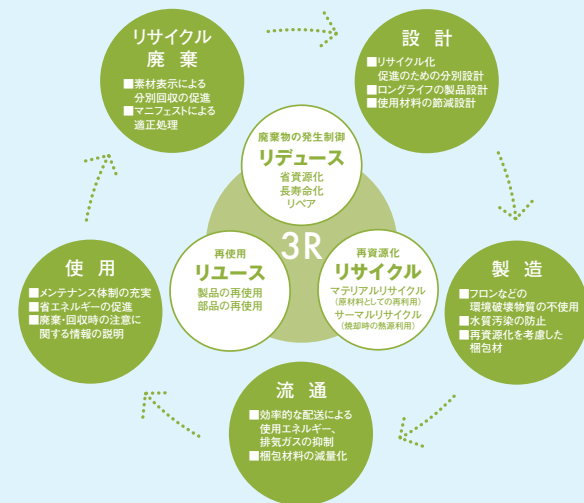 リサイクル
廃棄
■素材表示による
分別回収の促進
■マニフェストによる
適正処理
設計
■リサイクル化
促進のための分別設計
■ロングライフの製品設計
■使用材料の節減設計
廃棄物の発生制御
リデュース
省資源化
長寿命化
リペア
3R
再使用
リユース
製品の再使用
部品の再使用
再資源化
リサイクル
マテリアルリサイクル
(原材料としての再利用)
サーマルリサイクル
(焼却時の熱源利用)
使用
■メンテナンス体制の充実
■省エネルギーの促進
■廃棄・回収時の注意に
関する情報の説明
製造
■フロンなどの
環境破壊物質の不使用
■水質汚染の防止
■再資源化を考慮した
梱包材
流通
■効率的な配送による
使用エネルギー、
排気ガスの抑制
■梱包材料の減量化